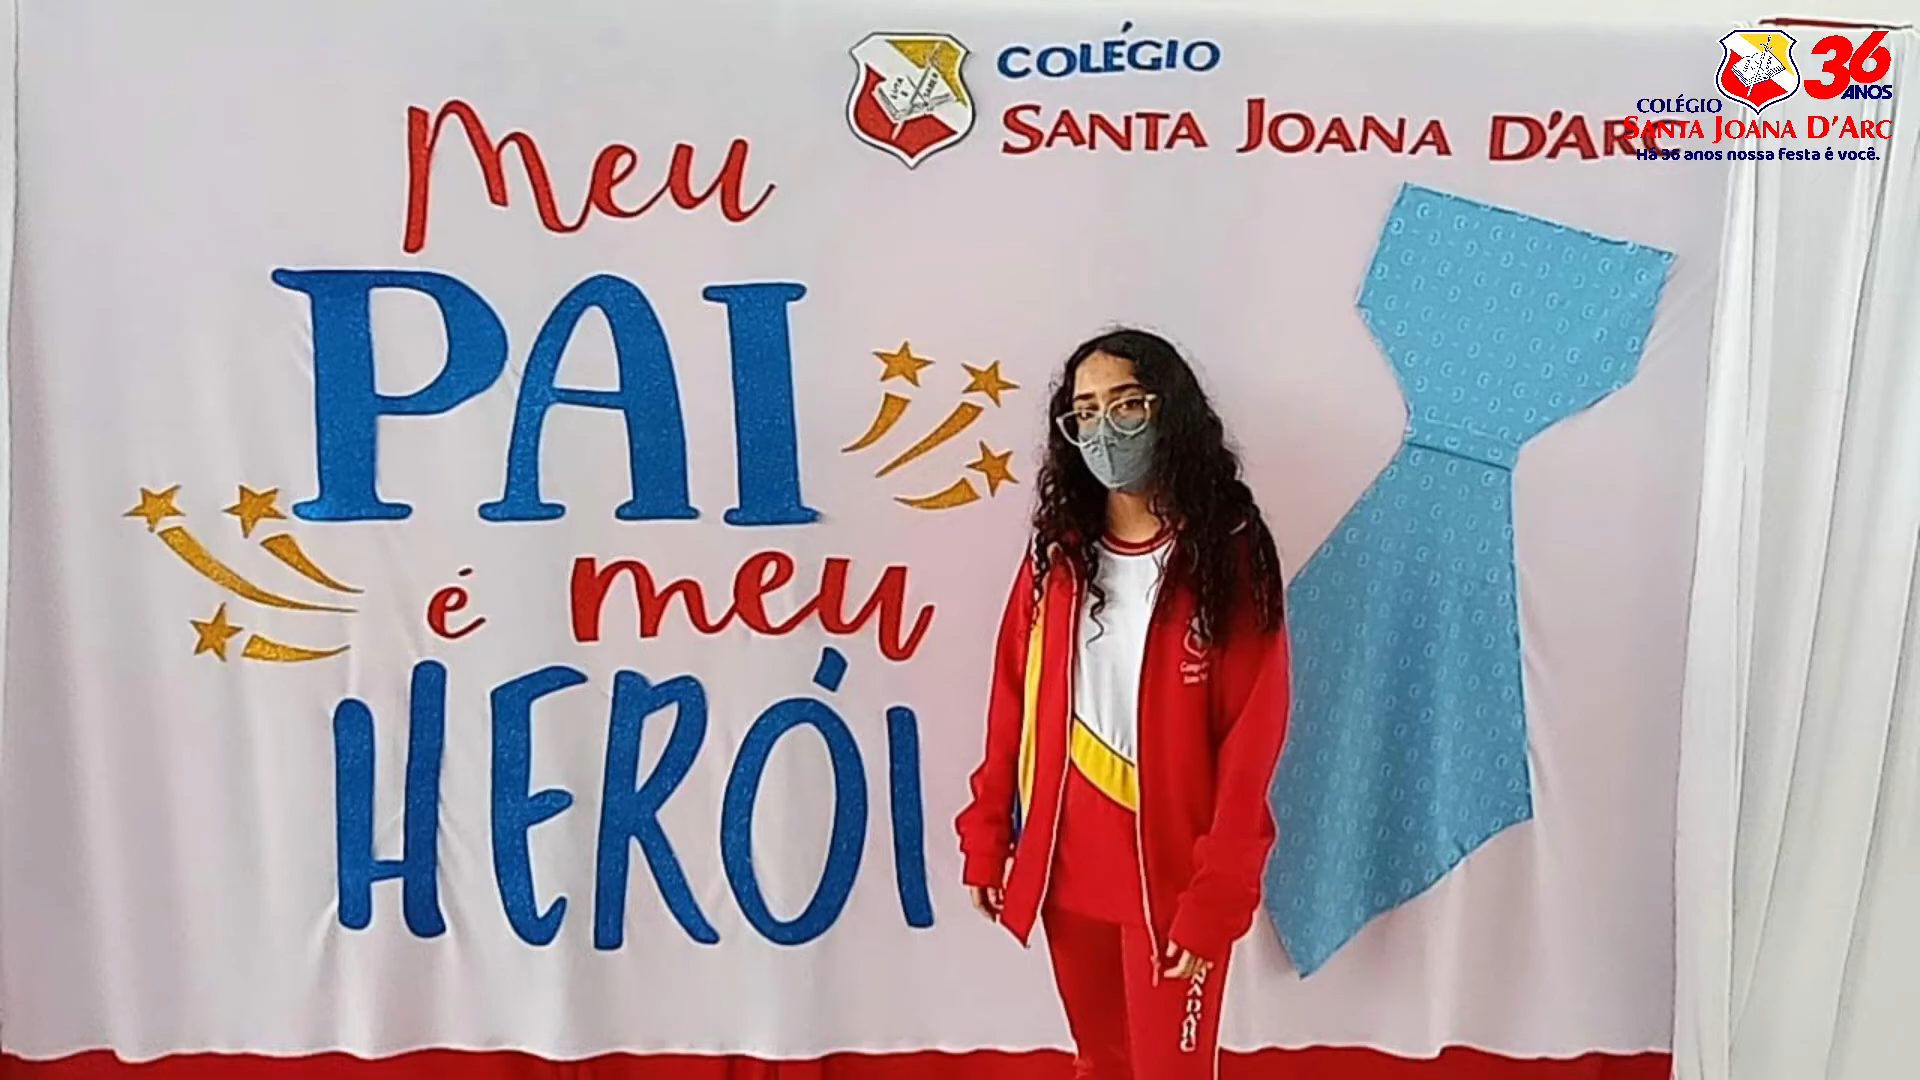 COLÉGIO
SANTA JOANA D'ARC
Meu
PAI
é meu
HERÓI
36
ANOS
COLÉGIO
SANTA JOANA D'ARC
Há 36 anos nossa festa é você.